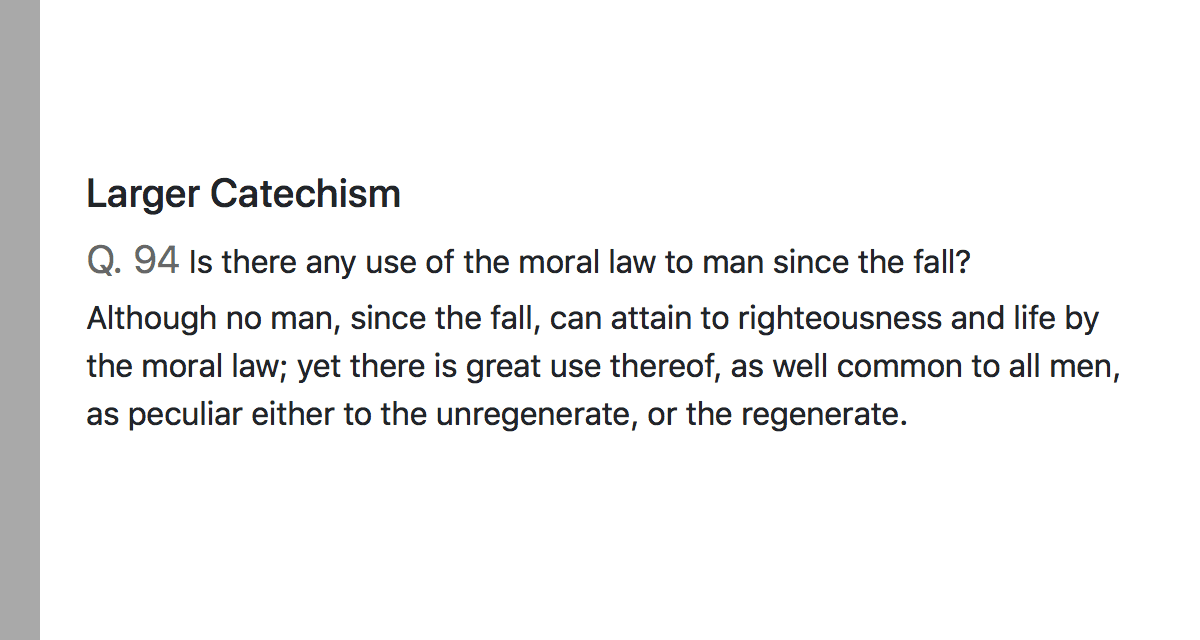 Larger Catechism
Q. 94 Is there any use of the moral law to man since the fall?
Although no man, since the fall, can attain to righteousness and life by
the moral law; yet there is great use thereof, as well common to all men,
as peculiar either to the unregenerate, or the regenerate.